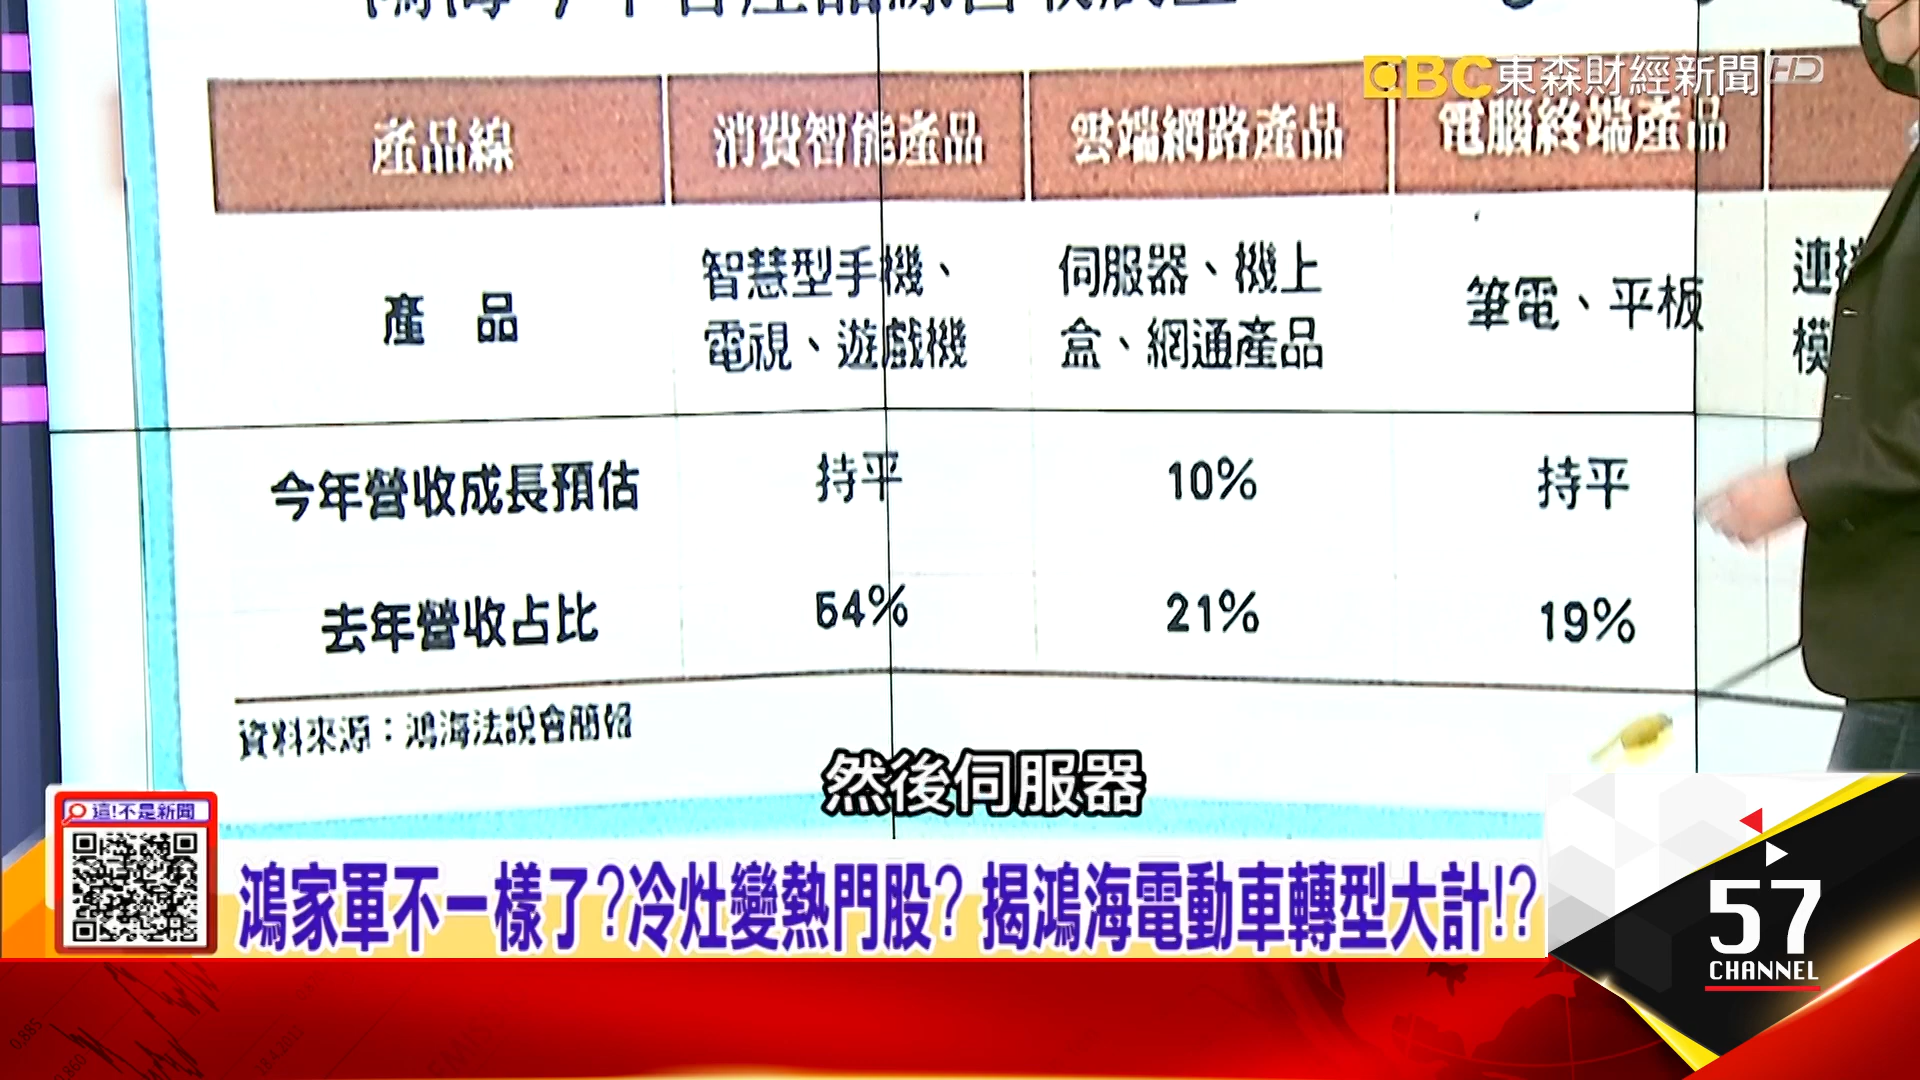 EBC 東森財經新聞 HD
產品線 消費智能產品 雲端網路產品 電腦終端產品
產 品
智慧型手機、
電視、遊戲機
伺服器、機上
盒、網通產品
筆電、平板
連接
模
今年營收成長預估 持平 10% 持平
去年營收占比 54% 21% 19%
資料來源：鴻海法說會簡報
然後伺服器
這!不是新聞
鴻家軍不一樣了?冷灶變熱門股? 揭鴻海電動車轉型大計!?
57
CHANNEL